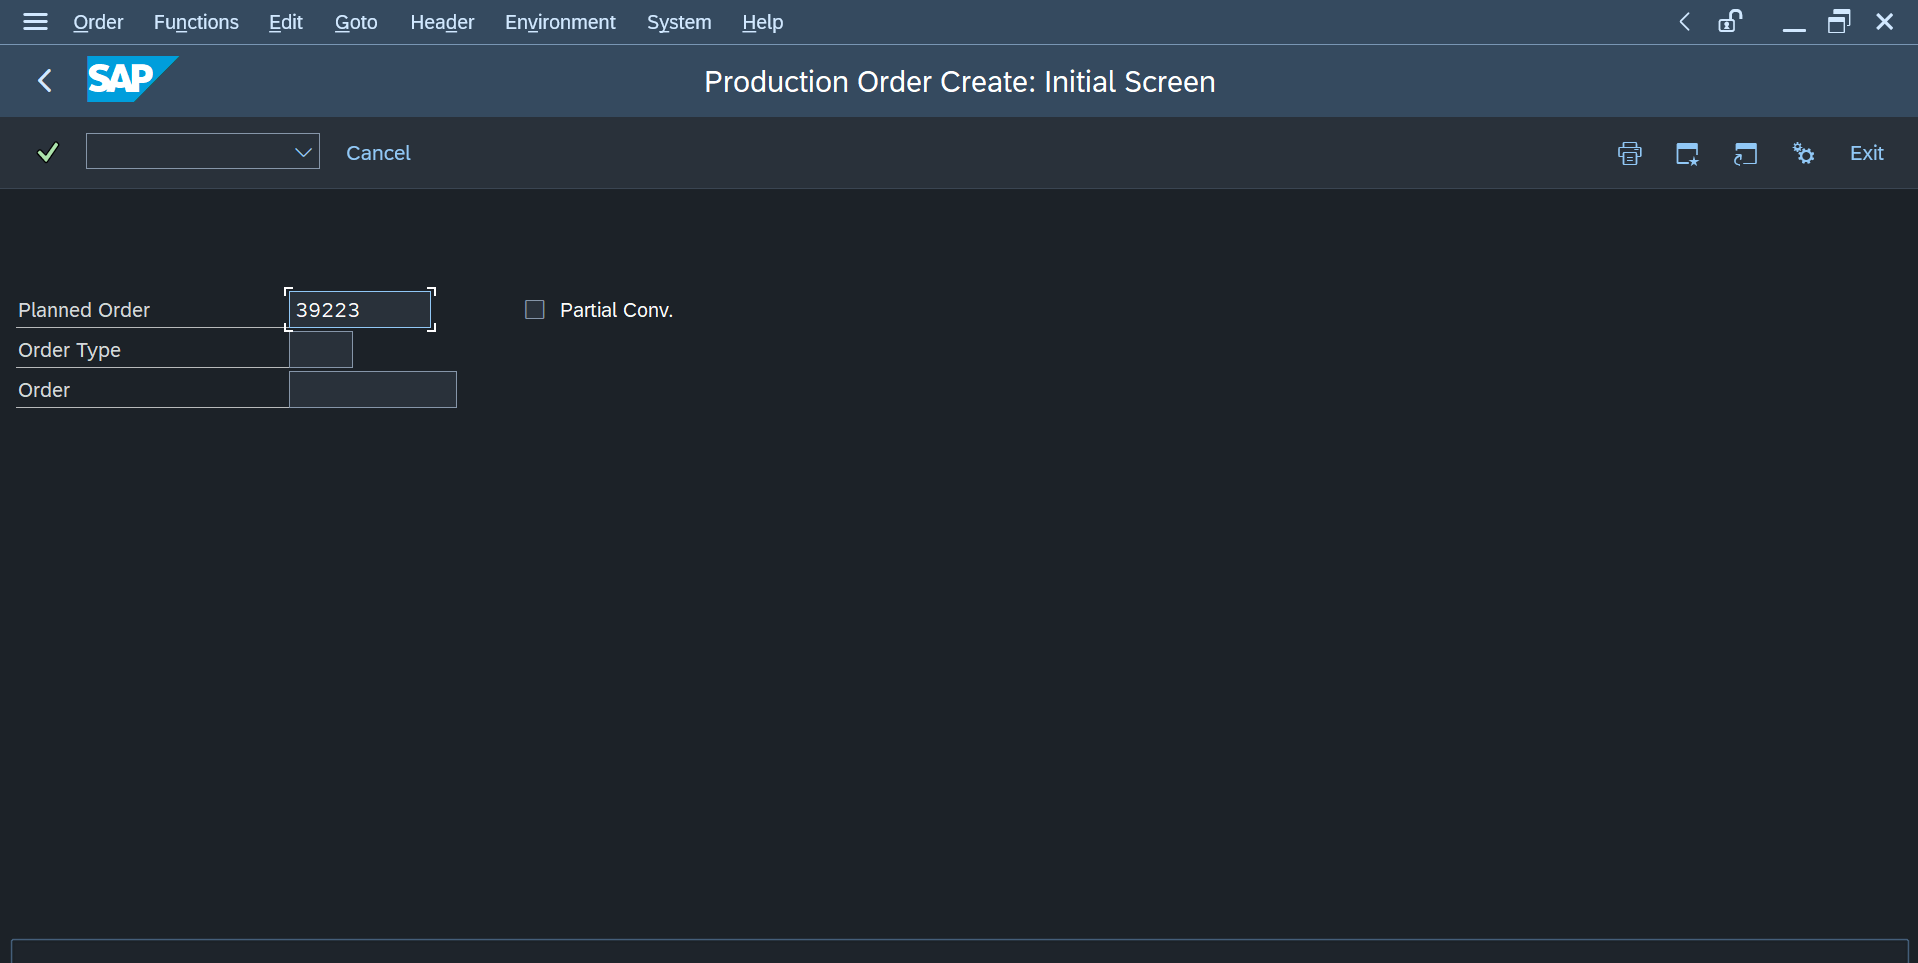 Order Functions Edit Goto Header Environment System Help
SAP Production Order Create: Initial Screen
Cancel Exit
Planned Order 39223 Partial Conv.
Order Type
Order